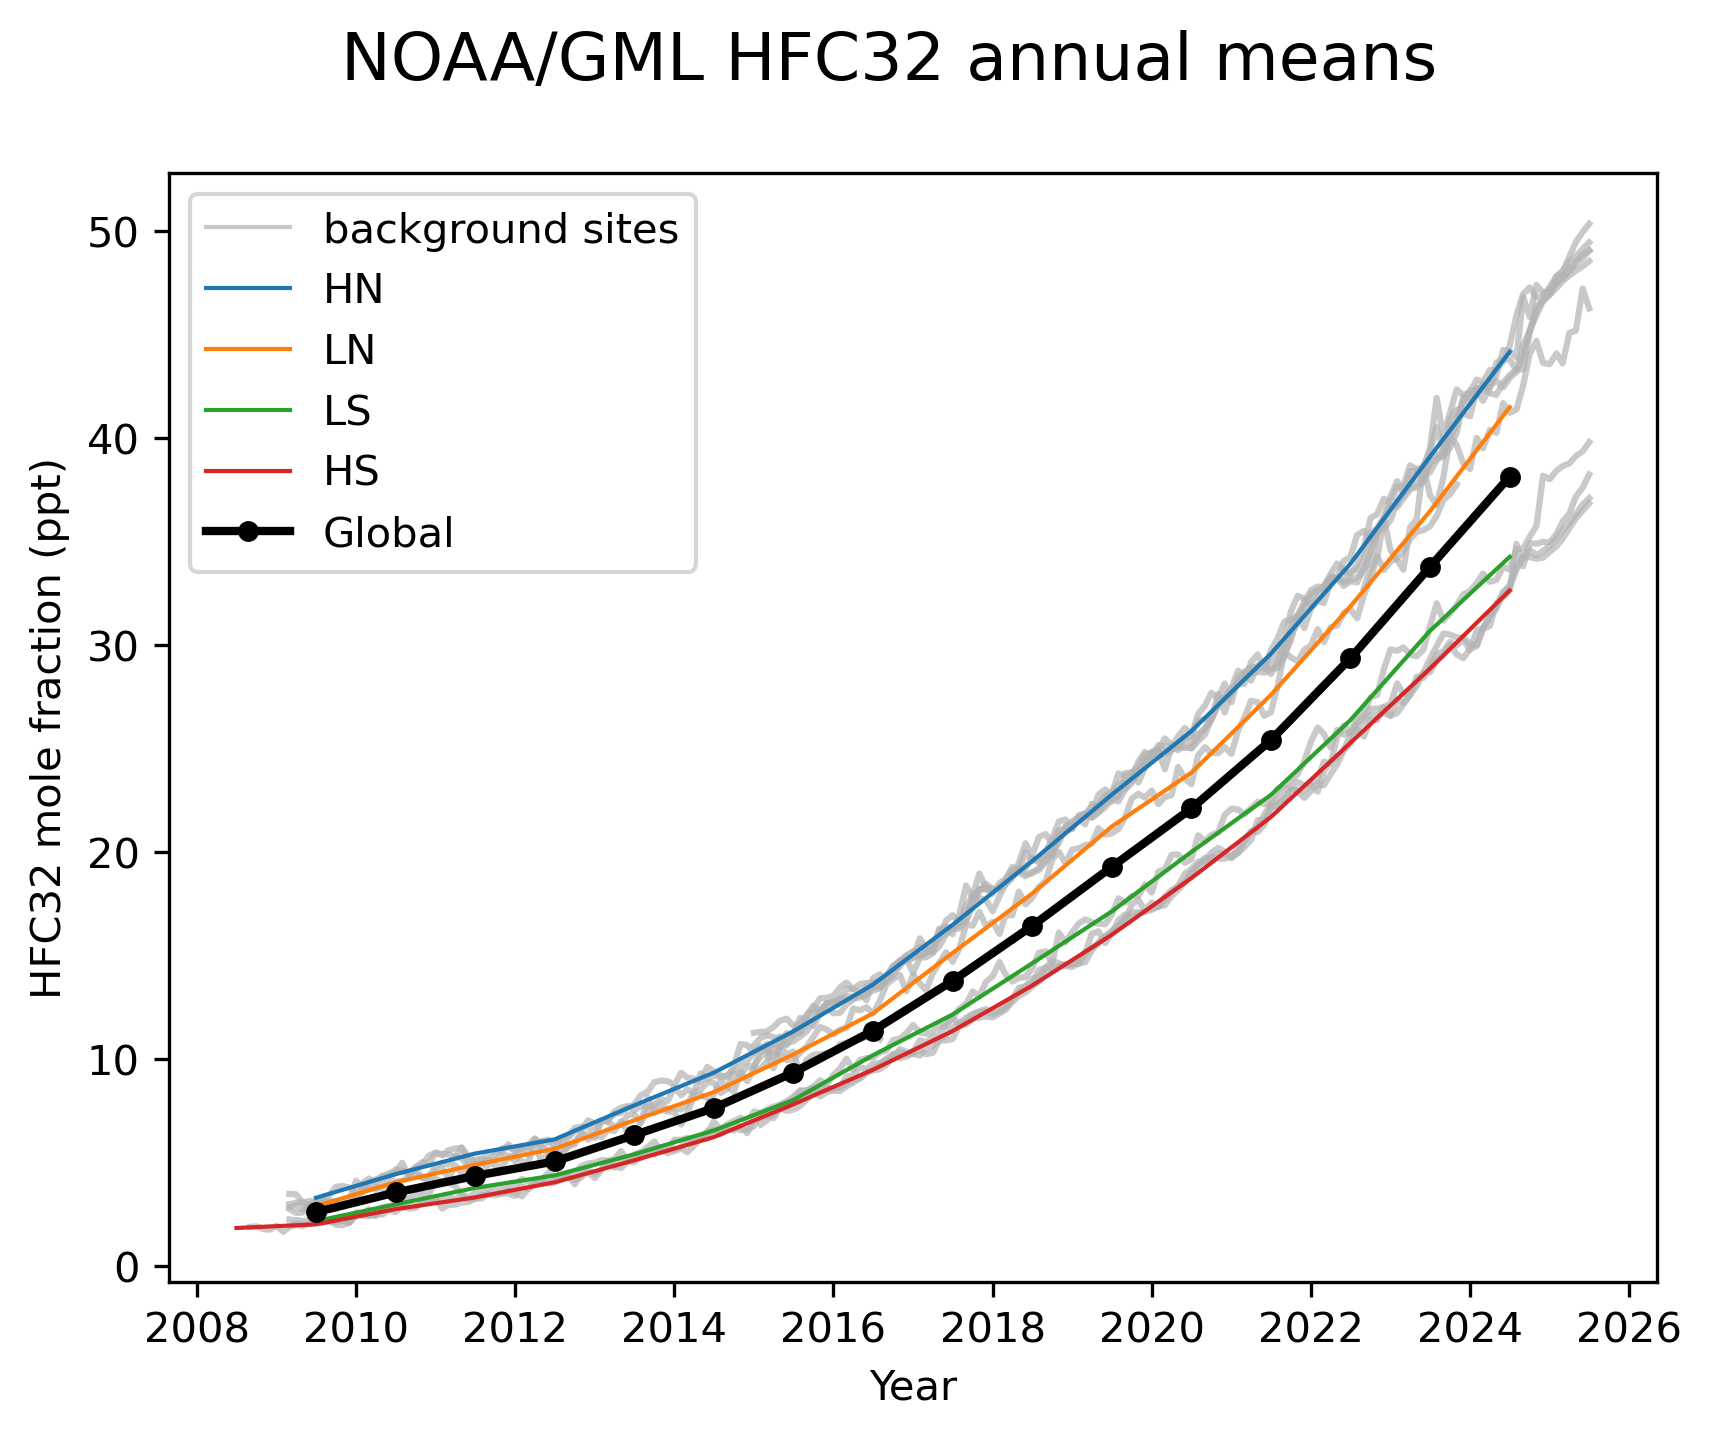 NOAA/GML HFC32 annual means
background sites
HN
LN
LS
HS
Global
HFC32 mole fraction (ppt)
50
40
30
20
10
0
2008 2010 2012 2014 2016 2018 2020 2022 2024 2026
Year